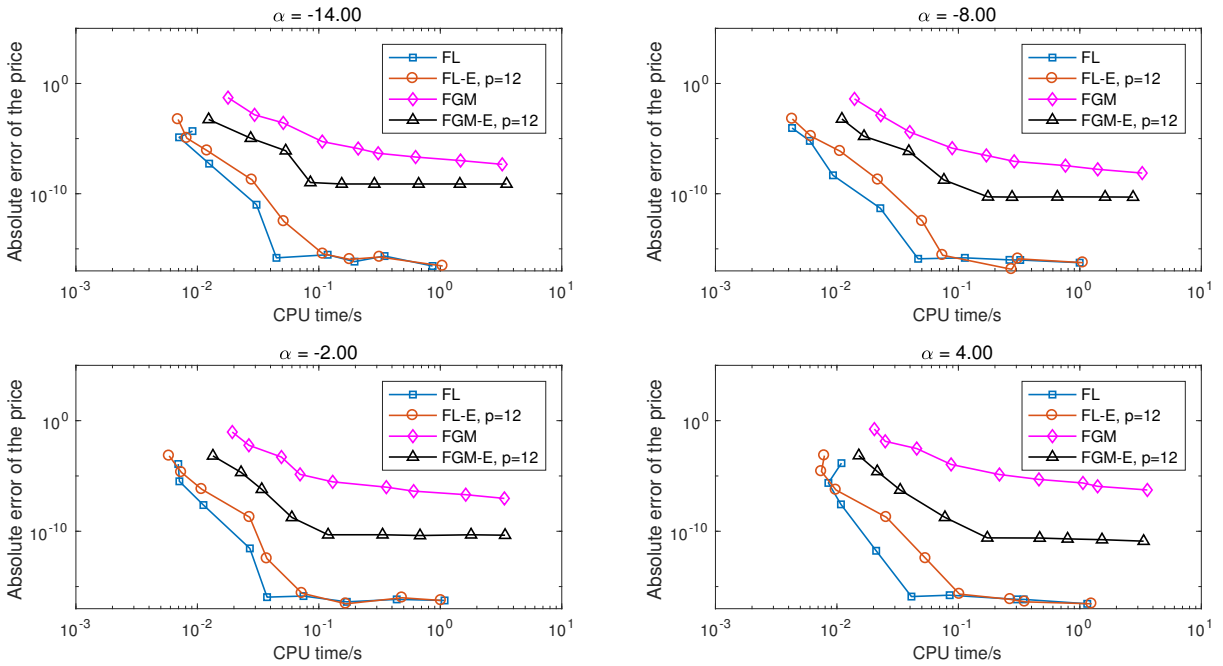 α = -14.00
Absolute error of the price
10^0
10^-10
10^-3
10^-2
10^-1
10^0
10^1
CPU time/s
FL
FL-E, p=12
FGM
FGM-E, p=12
α = -8.00
Absolute error of the price
10^0
10^-10
10^-3
10^-2
10^-1
10^0
10^1
CPU time/s
FL
FL-E, p=12
FGM
FGM-E, p=12
α = -2.00
Absolute error of the price
10^0
10^-10
10^-3
10^-2
10^-1
10^0
10^1
CPU time/s
FL
FL-E, p=12
FGM
FGM-E, p=12
α = 4.00
Absolute error of the price
10^0
10^-10
10^-3
10^-2
10^-1
10^0
10^1
CPU time/s
FL
FL-E, p=12
FGM
FGM-E, p=12